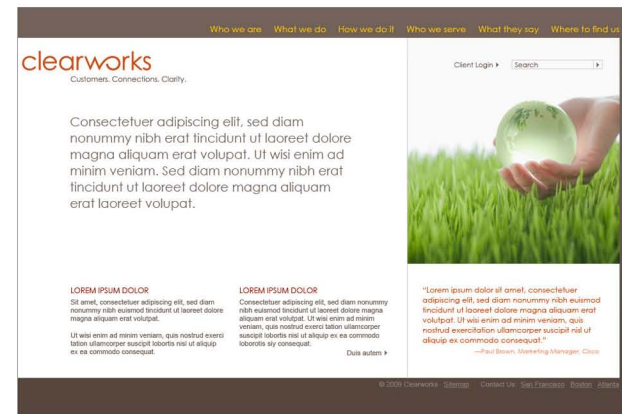 Who we are What we do How we do it Who we serve What they say Where to find us
clearworks
Customers. Connections. Clarity.
Client Login
Search
Consectetuer adipiscing elit, sed diam
nonummy nibh erat tincidunt ut laoreet dolore
magna aliquam erat volupat. Ut wisi enim ad
minim veniam. Sed diam nonummy nibh erat
tincidunt ut laoreet dolore magna aliquam
erat laoreet volupat.
LOREM IPSUM DOLOR
Sit amet, consectetuer adipiscing elit, sed diam
nonummy nibh euismod tincidunt ut laoreet dolore
magna aliquam erat volutpat.
Ut wisi enim ad minim veniam, quis nostrud exerci
tation ullamcorper suscipit lobortis nisl ut aliquip
ex ea commodo consequat.
LOREM IPSUM DOLOR
Consectetuer adipiscing elit, sed diam nonummy
nibh euismod tincidunt ut laoreet dolore magna
aliquam erat volutpat. Ut wisi enim ad minim
veniam, quis nostrud exerci tation ullamcorper
suscipit lobortis nisl ut aliquip ex ea commodo
loborotis siy consequat.
Duis autem
“Lorem ipsum dolor sit amet, consectetuer
adipiscing elit, sed diam nonummy nibh euismod
tincidunt ut laoreet dolore magna aliquam erat
volutpat. Ut wisi enim ad minim veniam, quis
nostrud exercitation ullamcorper suscipit nisl ut
aliquip ex ea commodo consequat.”
—Paul Brown, Marketing Manager, Cisco
© 2009 Clearworks Sitemap Contact Us: San Francisco Boston Atlanta